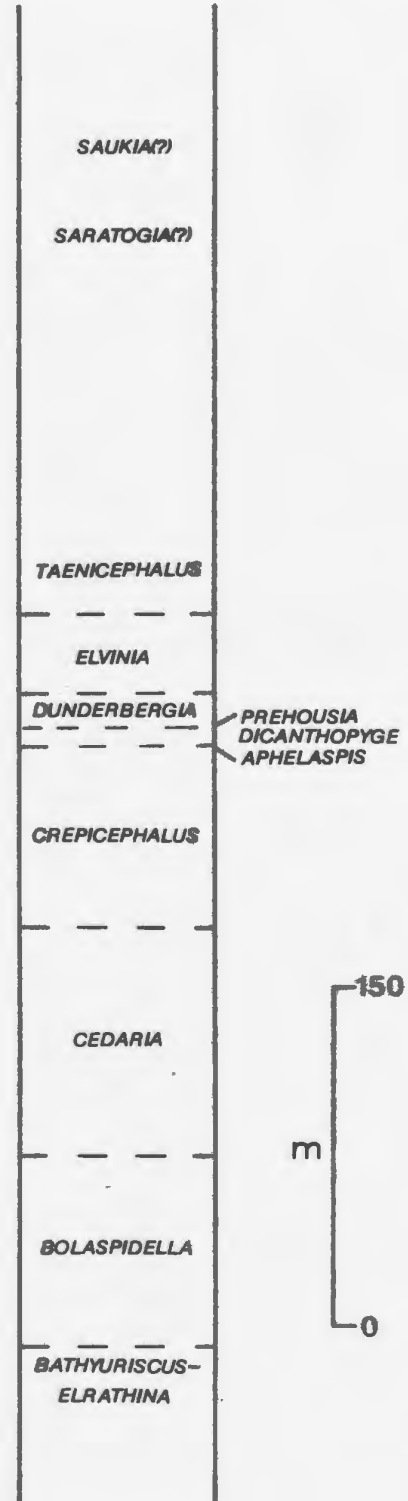 SAUKIA(?)
SARATOGIA(?)
TAENICEPHALUS
ELVINIA
DUNDERBERGIA
PREHOUSIA
DICANTHOPYGE
APHELASPIS
CREPICEPHALUS
CEDARIA
150
m
BOLASPIDELLA
0
BATHYURISCUS-
ELRATHINA